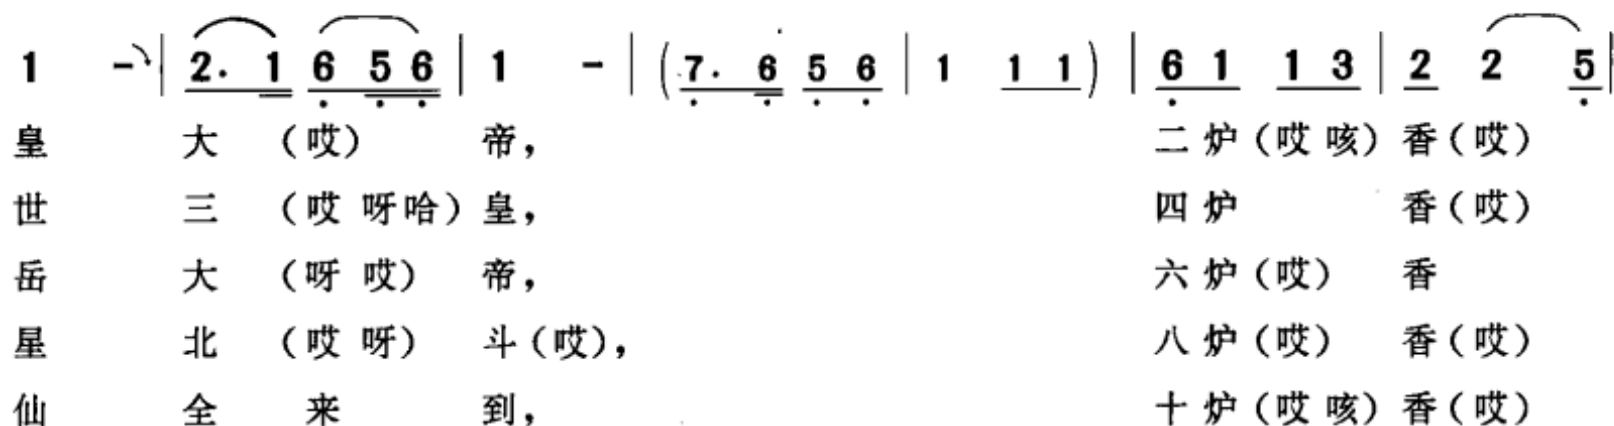 1 - | 2. 1 6 5 6 | 1 - | (7. 6 5 6 | 1 1 1) | 6 1 1 3 | 2 2 5 |
皇 大 （哎） 帝， 二 炉（哎 咳）香（哎）
世 三 （哎 呀哈）皇， 四 炉 香（哎）
岳 大 （呀 哎） 帝， 六 炉（哎） 香
星 北 （哎 呀） 斗（哎）， 八 炉（哎） 香（哎）
仙 全 来 到， 十 炉（哎 咳）香（哎）